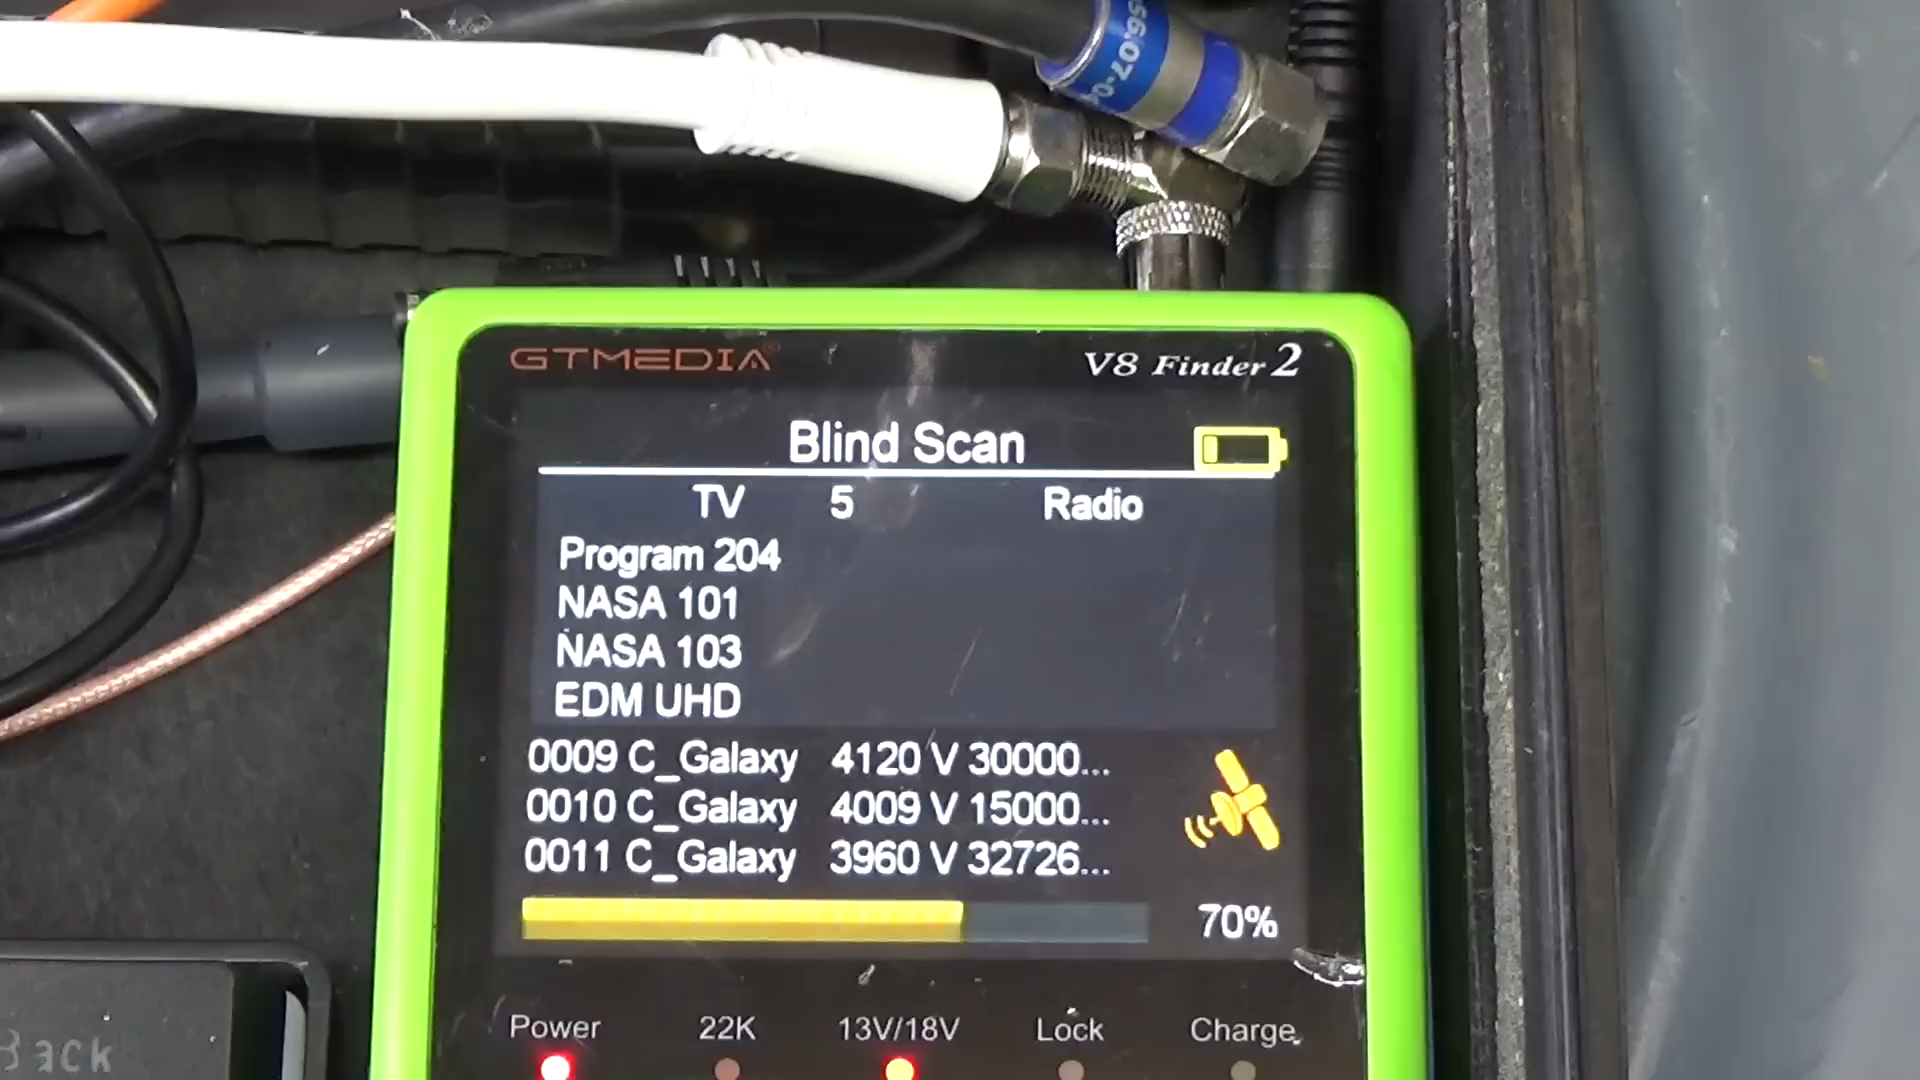 GTMEDIA®
V8 Finder 2
Blind Scan
TV 5 Radio
Program 204
NASA 101
NASA 103
EDM UHD
0009 C_Galaxy 4120 V 30000...
0010 C_Galaxy 4009 V 15000...
0011 C_Galaxy 3960 V 32726...
70%
Power 22K 13V/18V Lock Charge
Back